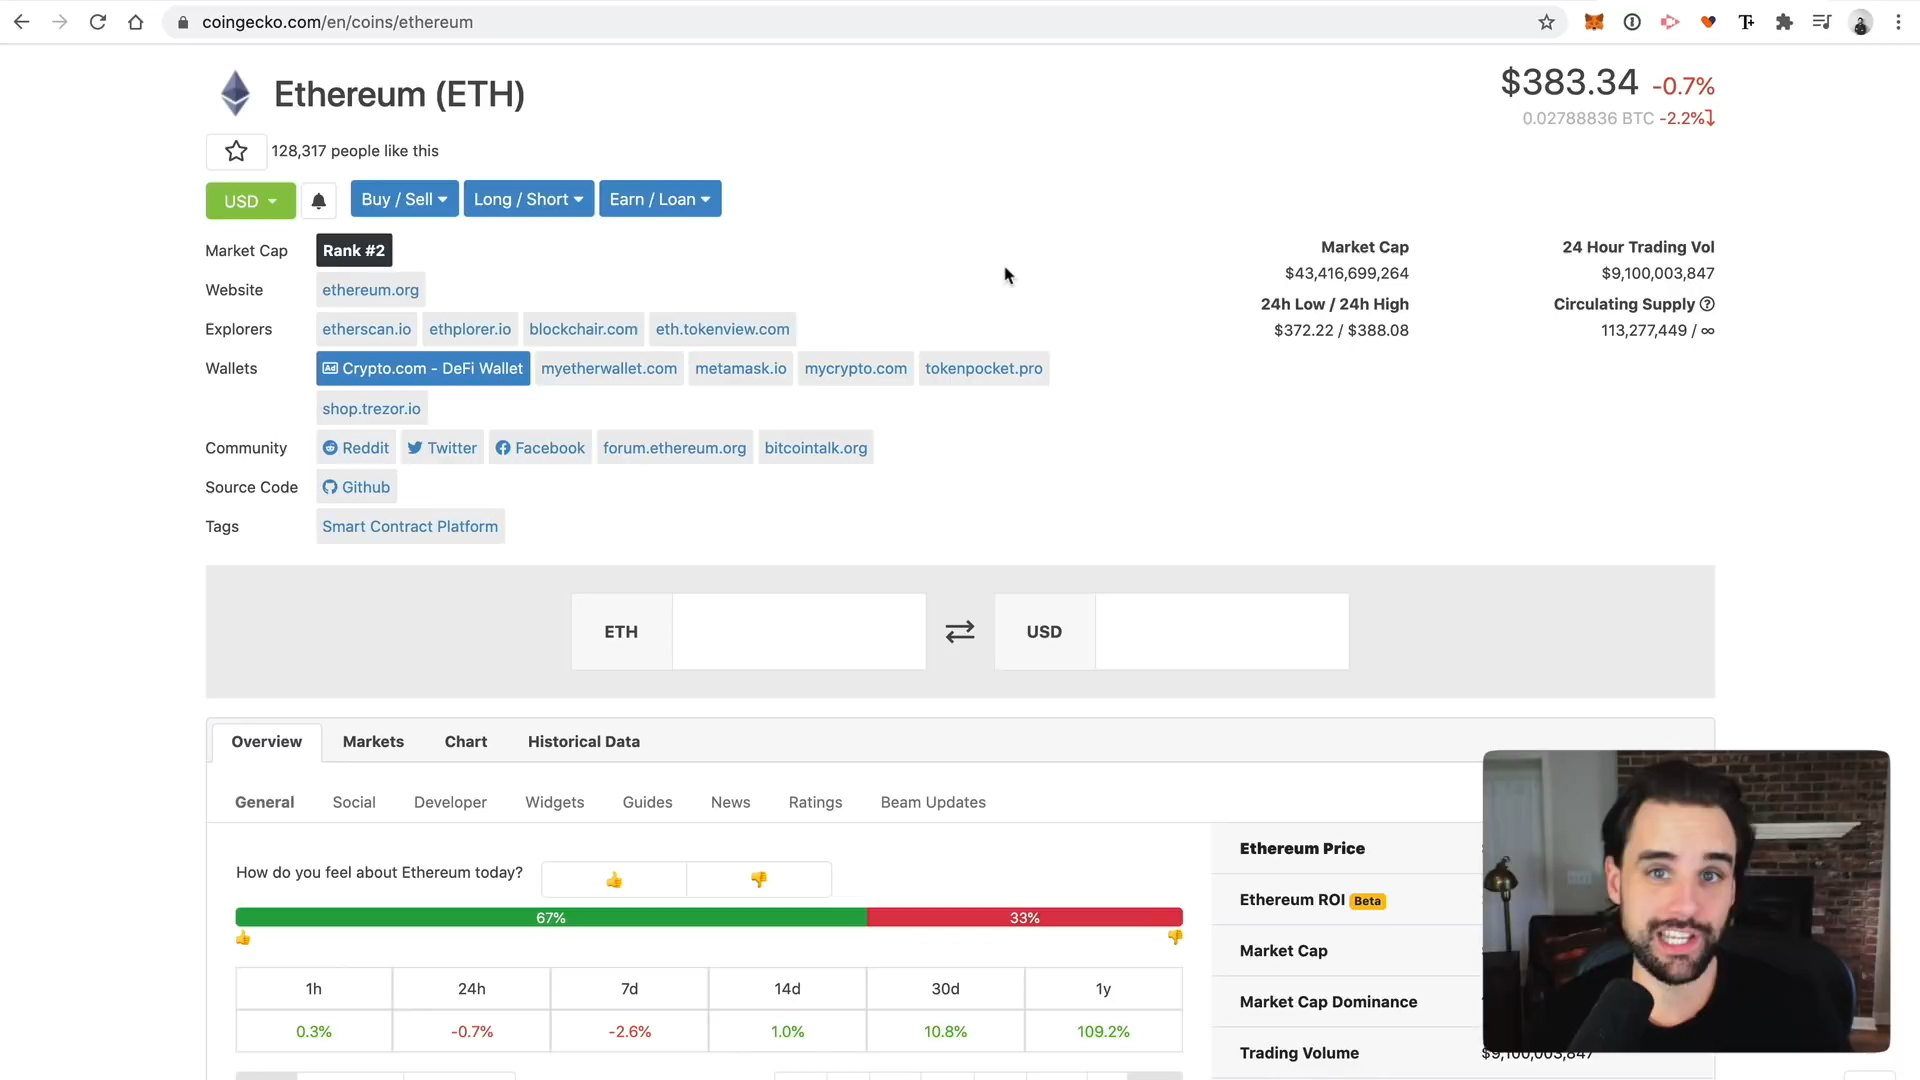 coingecko.com/en/coins/ethereum
Ethereum (ETH)
$383.34 -0.7%
0.02788836 BTC -2.2%
128,317 people like this
USD
Buy / Sell
Long / Short
Earn / Loan
Market Cap Rank #2
Website ethereum.org
Explorers etherscan.io ethplorer.io blockchair.com eth.tokenview.com
Wallets Ad Crypto.com - DeFi Wallet myetherwallet.com metamask.io mycrypto.com tokenpocket.pro
shop.trezor.io
Community Reddit Twitter Facebook forum.ethereum.org bitcointalk.org
Source Code Github
Tags Smart Contract Platform
Market Cap 24 Hour Trading Vol
$43,416,699,264 $9,100,003,847
24h Low / 24h High Circulating Supply ?
$372.22 / $388.08 113,277,449 / ∞
ETH USD
Overview Markets Chart Historical Data
General Social Developer Widgets Guides News Ratings Beam Updates
How do you feel about Ethereum today?
67% 33%
1h 24h 7d 14d 30d 1y
0.3% -0.7% -2.6% 1.0% 10.8% 109.2%
Ethereum Price
Ethereum ROI Beta
Market Cap
Market Cap Dominance
Trading Volume $9,100,003,847